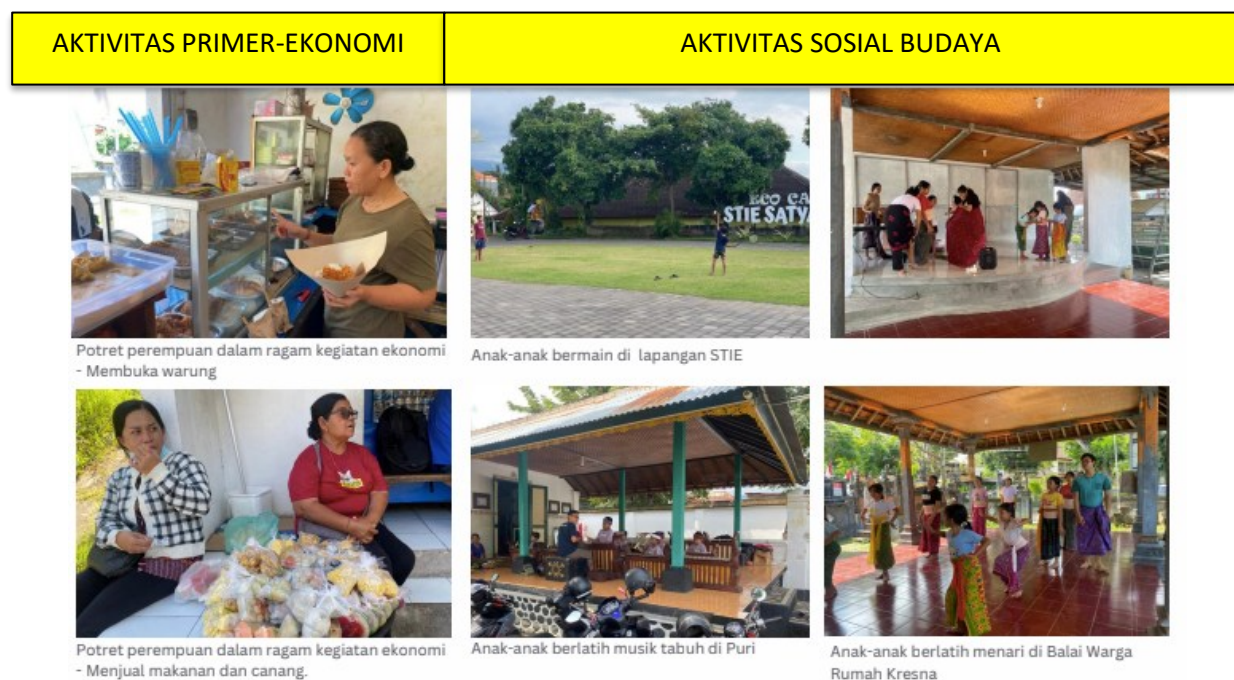 AKTIVITAS PRIMER-EKONOMI
AKTIVITAS SOSIAL BUDAYA
Potret perempuan dalam ragam kegiatan ekonomi
- Membuka warung
ECO CA
STIE SATYA
Anak-anak bermain di lapangan STIE
Potret perempuan dalam ragam kegiatan ekonomi
- Menjual makanan dan canang.
Anak-anak berlatih musik tabuh di Puri
Anak-anak berlatih menari di Balai Warga
Rumah Kresna